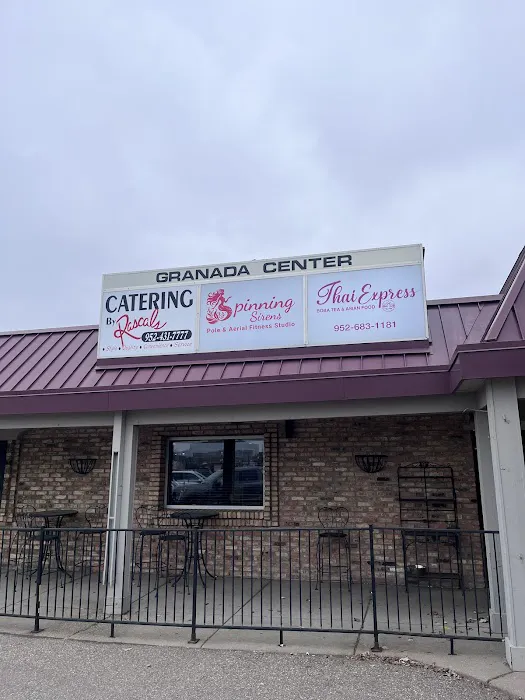 GRANADA CENTER
CATERING
BY Rascals
952-431-7777
Spinning
Sirens
Pole & Aerial Fitness Studio
Thai Express
BOBA TEA & ASIAN FOOD
952-683-1181